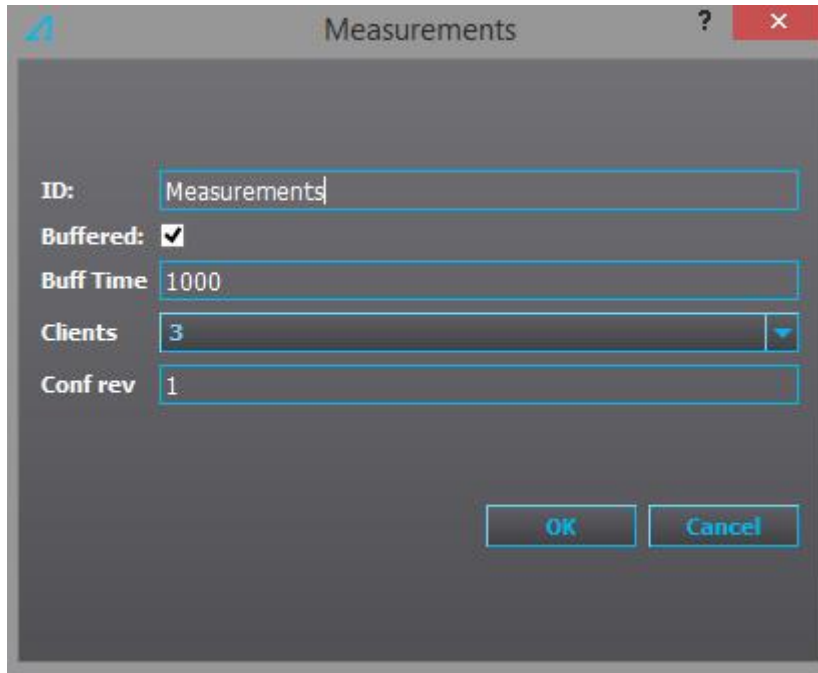 Measurements ?
ID: Measurements
Buffered:
Buff Time 1000
Clients 3
Conf rev 1
OK Cancel